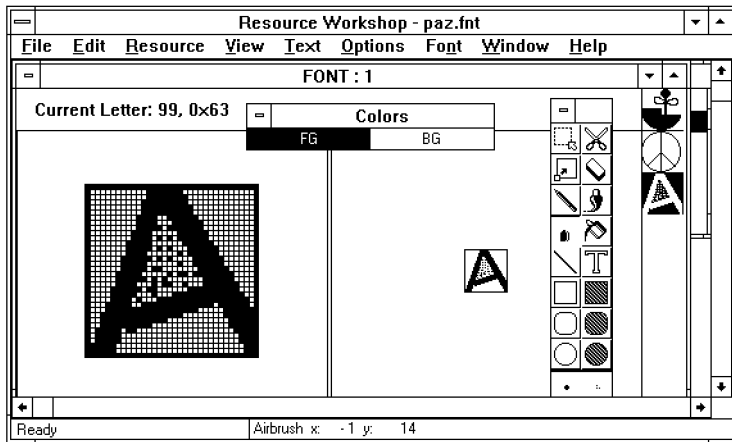 Resource Workshop - paz.fnt
File Edit Resource View Text Options Font Window Help
FONT : 1
Current Letter: 99, 0x63
Colors
FG BG
T
Ready Airbrush x: -1 y: 14